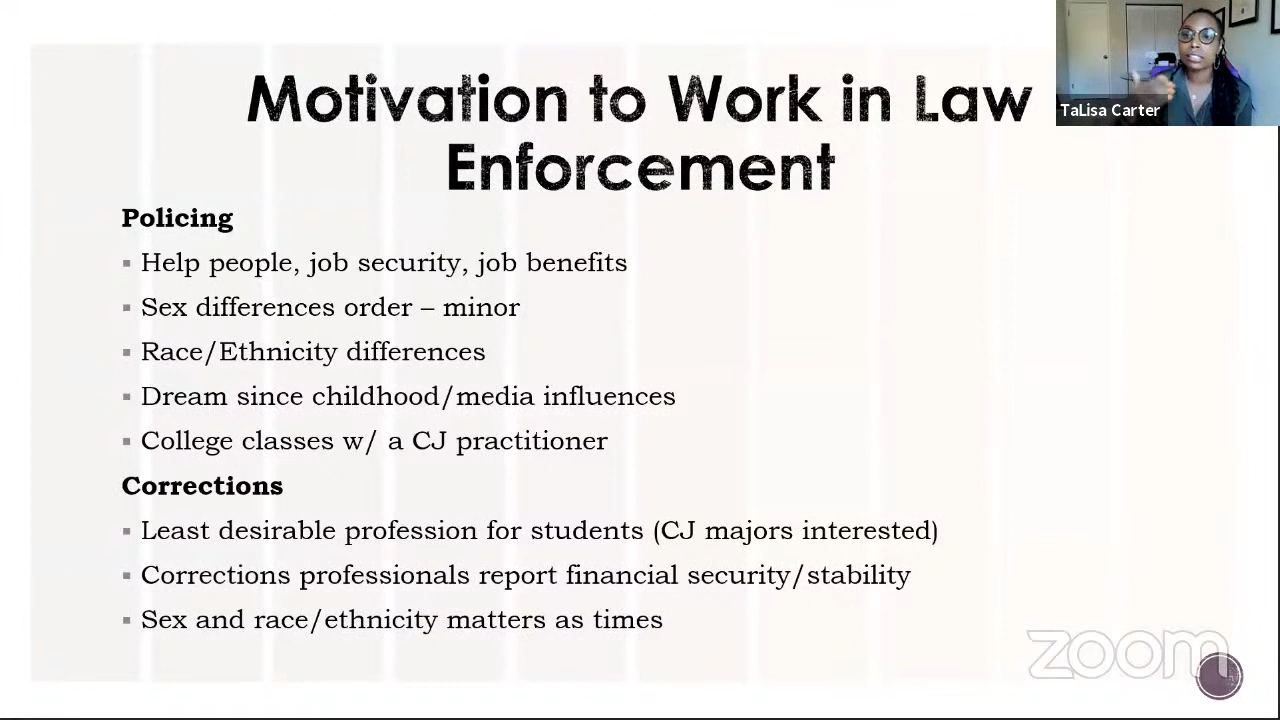 Motivation to Work in Law
Enforcement
TaLisa Carter
Policing
▪ Help people, job security, job benefits
▪ Sex differences order – minor
▪ Race/Ethnicity differences
▪ Dream since childhood/media influences
▪ College classes w/ a CJ practitioner
Corrections
▪ Least desirable profession for students (CJ majors interested)
▪ Corrections professionals report financial security/stability
▪ Sex and race/ethnicity matters as times
zoom